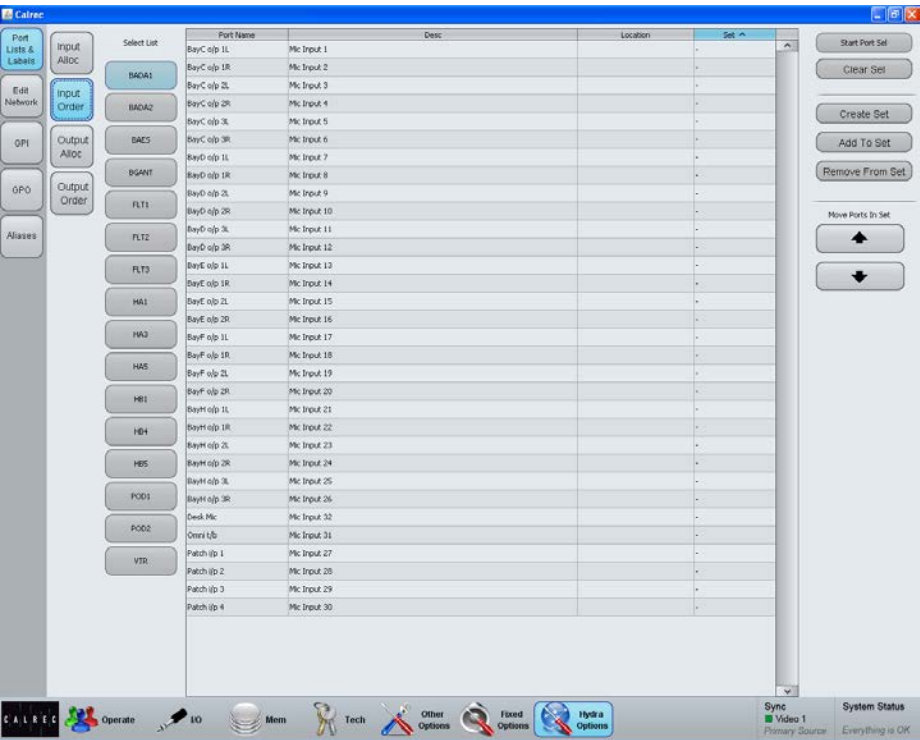 Calrec
Port Lists & Labels
Edit Network
GPI
GPO
Aliases
Input Alloc
Input Order
Output Alloc
Output Order
Select List
BADA1
BADA2
BAES
BGANT
FLT1
FLT2
FLT3
HA1
HA3
HA5
HB1
HB4
HB5
POD1
POD2
VTR
Port Name Desc Location Set
BayC o/p 1L Mic Input 1 -
BayC o/p 1R Mic Input 2 -
BayC o/p 2L Mic Input 3 -
BayC o/p 2R Mic Input 4 -
BayC o/p 3L Mic Input 5 -
BayC o/p 3R Mic Input 6 -
BayD o/p 1L Mic Input 7 -
BayD o/p 1R Mic Input 8 -
BayD o/p 2L Mic Input 9 -
BayD o/p 2R Mic Input 10 -
BayD o/p 3L Mic Input 11 -
BayD o/p 3R Mic Input 12 -
BayE o/p 1L Mic Input 13 -
BayE o/p 1R Mic Input 14 -
BayE o/p 2L Mic Input 15 -
BayE o/p 2R Mic Input 16 -
BayF o/p 1L Mic Input 17 -
BayF o/p 1R Mic Input 18 -
BayF o/p 2L Mic Input 19 -
BayF o/p 2R Mic Input 20 -
BayH o/p 1L Mic Input 21 -
BayH o/p 1R Mic Input 22 -
BayH o/p 2L Mic Input 23 -
BayH o/p 2R Mic Input 24 -
BayH o/p 3L Mic Input 25 -
BayH o/p 3R Mic Input 26 -
Desk Mic Mic Input 32 -
Omni t/b Mic Input 31 -
Patch i/p 1 Mic Input 27 -
Patch i/p 2 Mic Input 28 -
Patch i/p 3 Mic Input 29 -
Patch i/p 4 Mic Input 30 -
Start Port Sel
Clear Sel
Create Set
Add To Set
Remove From Set
Move Ports In Set
CALREC
Operate
I/O
Mem
Tech
Other Options
Fixed Options
Hydra Options
Sync
Video 1
Primary Source
System Status
Everything is OK